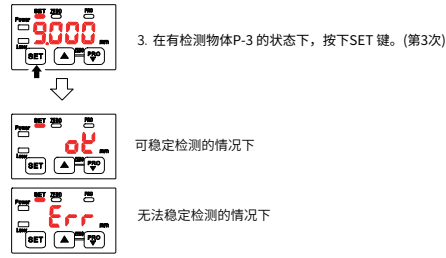 SET ZERO PRO
Power
9.000
mm
Laser
SET ZERO PRO
3. 在有检测物体P-3 的状态下，按下SET 键。(第3次)
SET ZERO PRO
Power
oK
mm
Laser
SET ZERO PRO
可稳定检测的情况下
SET ZERO PRO
Power
Err
mm
Laser
SET ZERO PRO
无法稳定检测的情况下